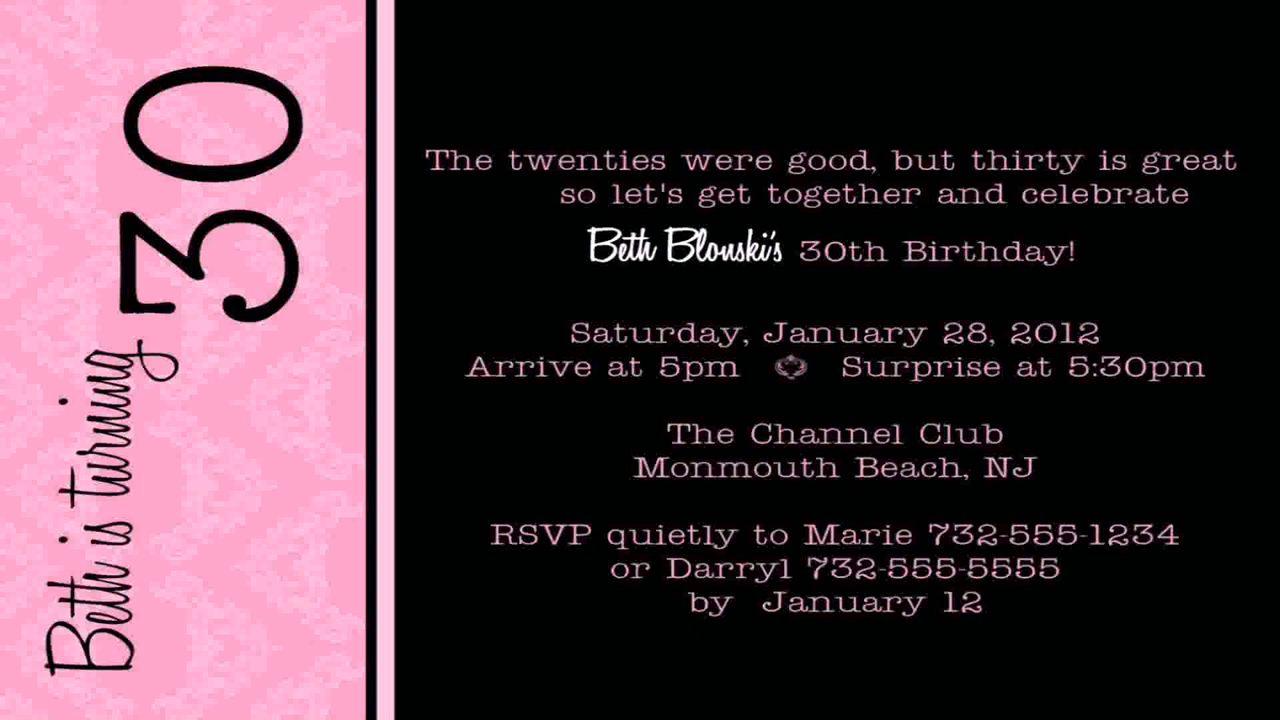 Beth is turning
30
The twenties were good, but thirty is great
so let's get together and celebrate
Beth Blonski's 30th Birthday!
Saturday, January 28, 2012
Arrive at 5pm Surprise at 5:30pm
The Channel Club
Monmouth Beach, NJ
RSVP quietly to Marie 732-555-1234
or Darryl 732-555-5555
by January 12